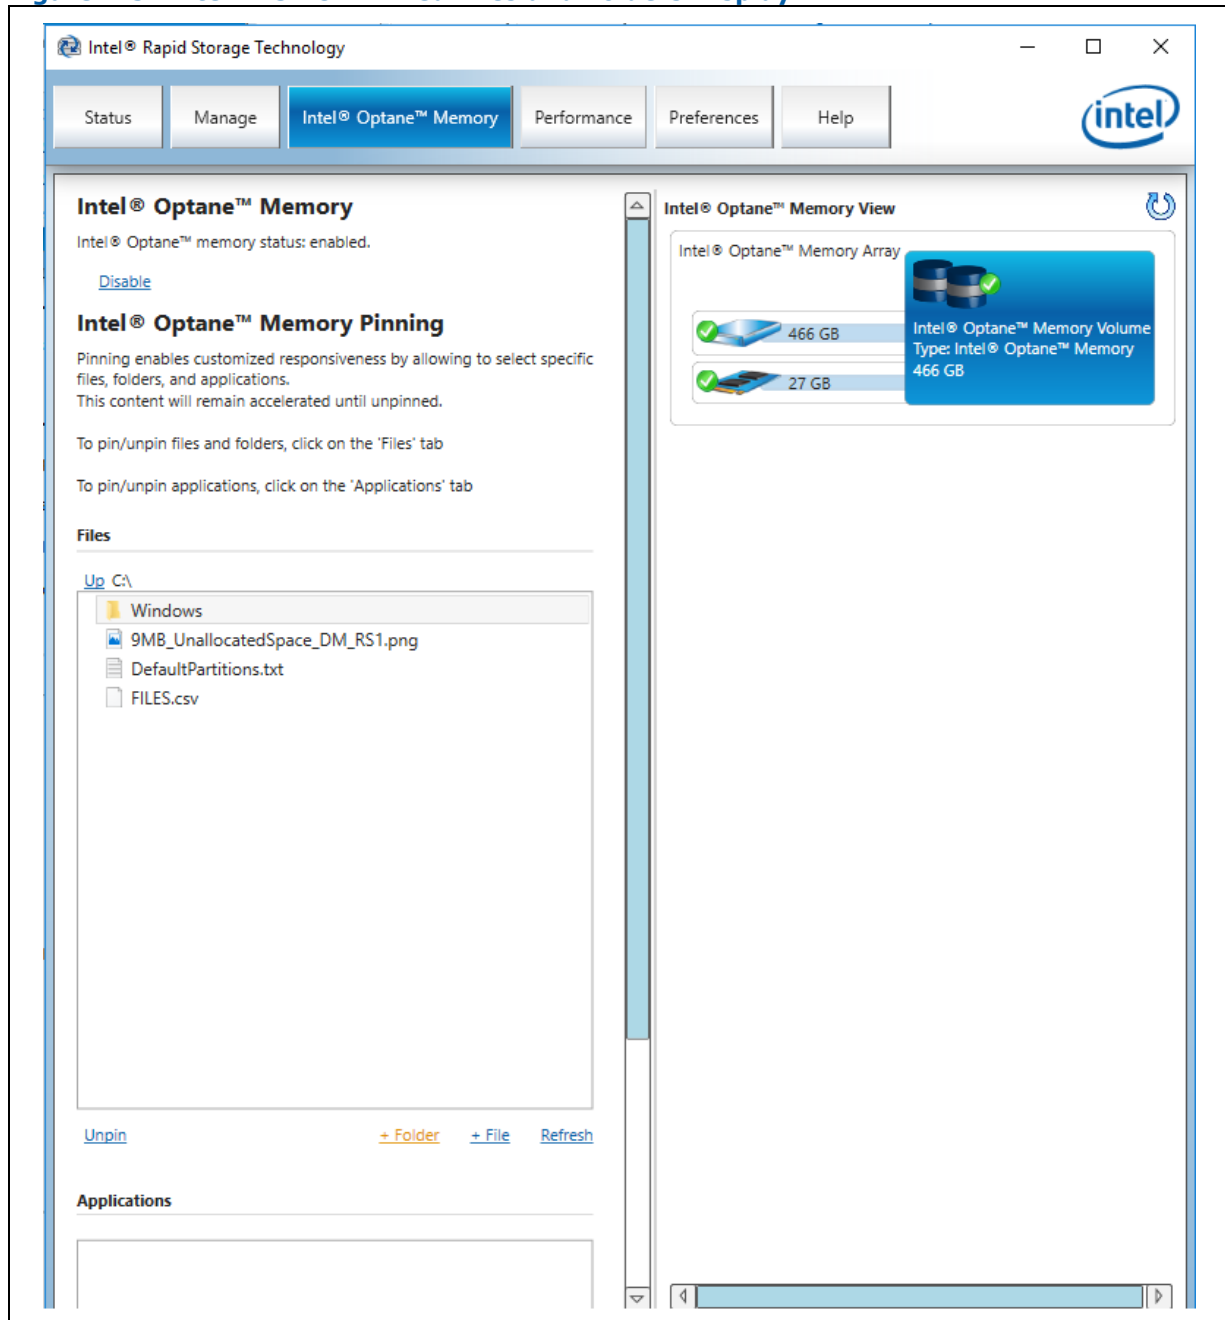 Intel® Rapid Storage Technology
Status
Manage
Intel® Optane™ Memory
Performance
Preferences
Help
intel
Intel® Optane™ Memory
Intel® Optane™ memory status: enabled.
Disable
Intel® Optane™ Memory Pinning
Pinning enables customized responsiveness by allowing to select specific
files, folders, and applications.
This content will remain accelerated until unpinned.
To pin/unpin files and folders, click on the 'Files' tab
To pin/unpin applications, click on the 'Applications' tab
Files
Up C:\
Windows
9MB_UnallocatedSpace_DM_RS1.png
DefaultPartitions.txt
FILES.csv
Unpin
+ Folder
+ File
Refresh
Applications
Intel® Optane™ Memory View
Intel® Optane™ Memory Array
466 GB
27 GB
Intel® Optane™ Memory Volume
Type: Intel® Optane™ Memory
466 GB